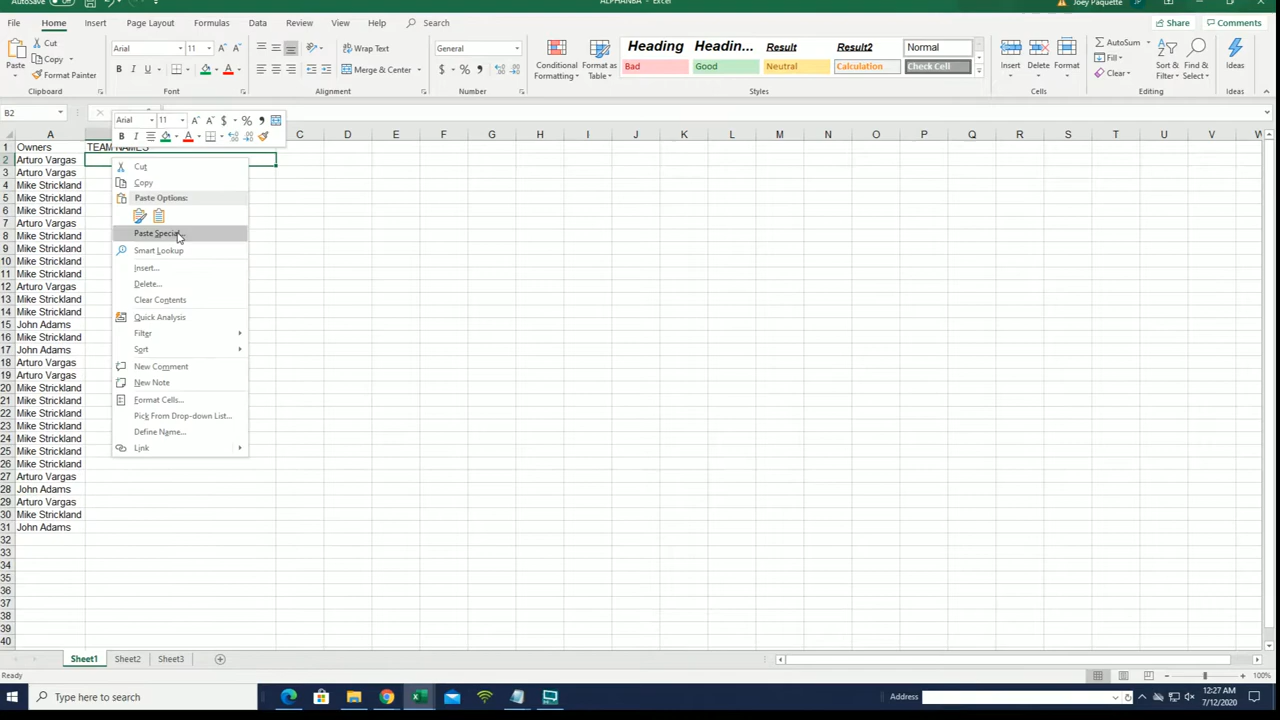 AutoSave
ALPHANBA - Excel
Joey Paquette
File Home Insert Page Layout Formulas Data Review View Help Search
Share Comments
Paste
Cut
Copy
Format Painter
Clipboard
Arial 11
Font
Wrap Text
Merge & Center
Alignment
General
Number
Conditional Formatting
Format as Table
Heading Headin... Result Result2 Normal
Bad Good Neutral Calculation Check Cell
Styles
Insert Delete Format
Cells
AutoSum
Fill
Clear
Sort & Filter
Find & Select
Editing
Ideas
Ideas
B2
Arial 11
A C D E F G H I J K L M N O P Q R S T U V W
1 Owners TEAM NAMES
2 Arturo Vargas
3 Arturo Vargas
4 Mike Strickland
5 Mike Strickland
6 Mike Strickland
7 Arturo Vargas
8 Mike Strickland
9 Mike Strickland
10 Mike Strickland
11 Mike Strickland
12 Arturo Vargas
13 Mike Strickland
14 Mike Strickland
15 John Adams
16 Mike Strickland
17 John Adams
18 Arturo Vargas
19 Arturo Vargas
20 Mike Strickland
21 Mike Strickland
22 Mike Strickland
23 Mike Strickland
24 Mike Strickland
25 Mike Strickland
26 Mike Strickland
27 Arturo Vargas
28 John Adams
29 Arturo Vargas
30 Mike Strickland
31 John Adams
32
33
34
35
36
37
38
39
40
Cut
Copy
Paste Options:
Paste Special...
Smart Lookup
Insert...
Delete...
Clear Contents
Quick Analysis
Filter
Sort
New Comment
New Note
Format Cells...
Pick From Drop-down List...
Define Name...
Link
Sheet1 Sheet2 Sheet3
Ready
100%
Type here to search
Address
12:27 AM
7/12/2020